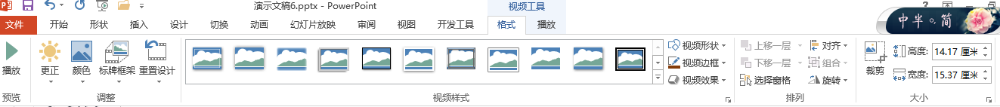 演示文稿6.pptx - PowerPoint
视频工具
?
文件 开始 形状 插入 设计 切换 动画 幻灯片放映 审阅 视图 开发工具 格式 播放
中半。简
播放 更正 颜色 标牌框架 重置设计
视频形状
视频边框
视频效果
上移一层 对齐
下移一层 组合
选择窗格 旋转
裁剪
高度: 14.17 厘米
宽度: 15.37 厘米
预览 调整 视频样式 排列 大小